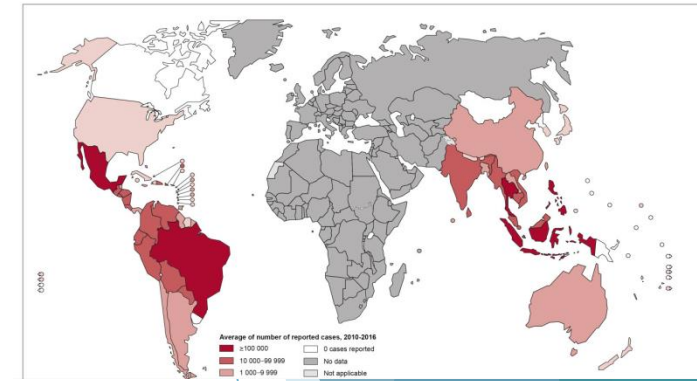 Average of number of reported cases, 2010-2016
≥100 000
0 cases reported
10 000–99 999
No data
1 000–9 999
Not applicable